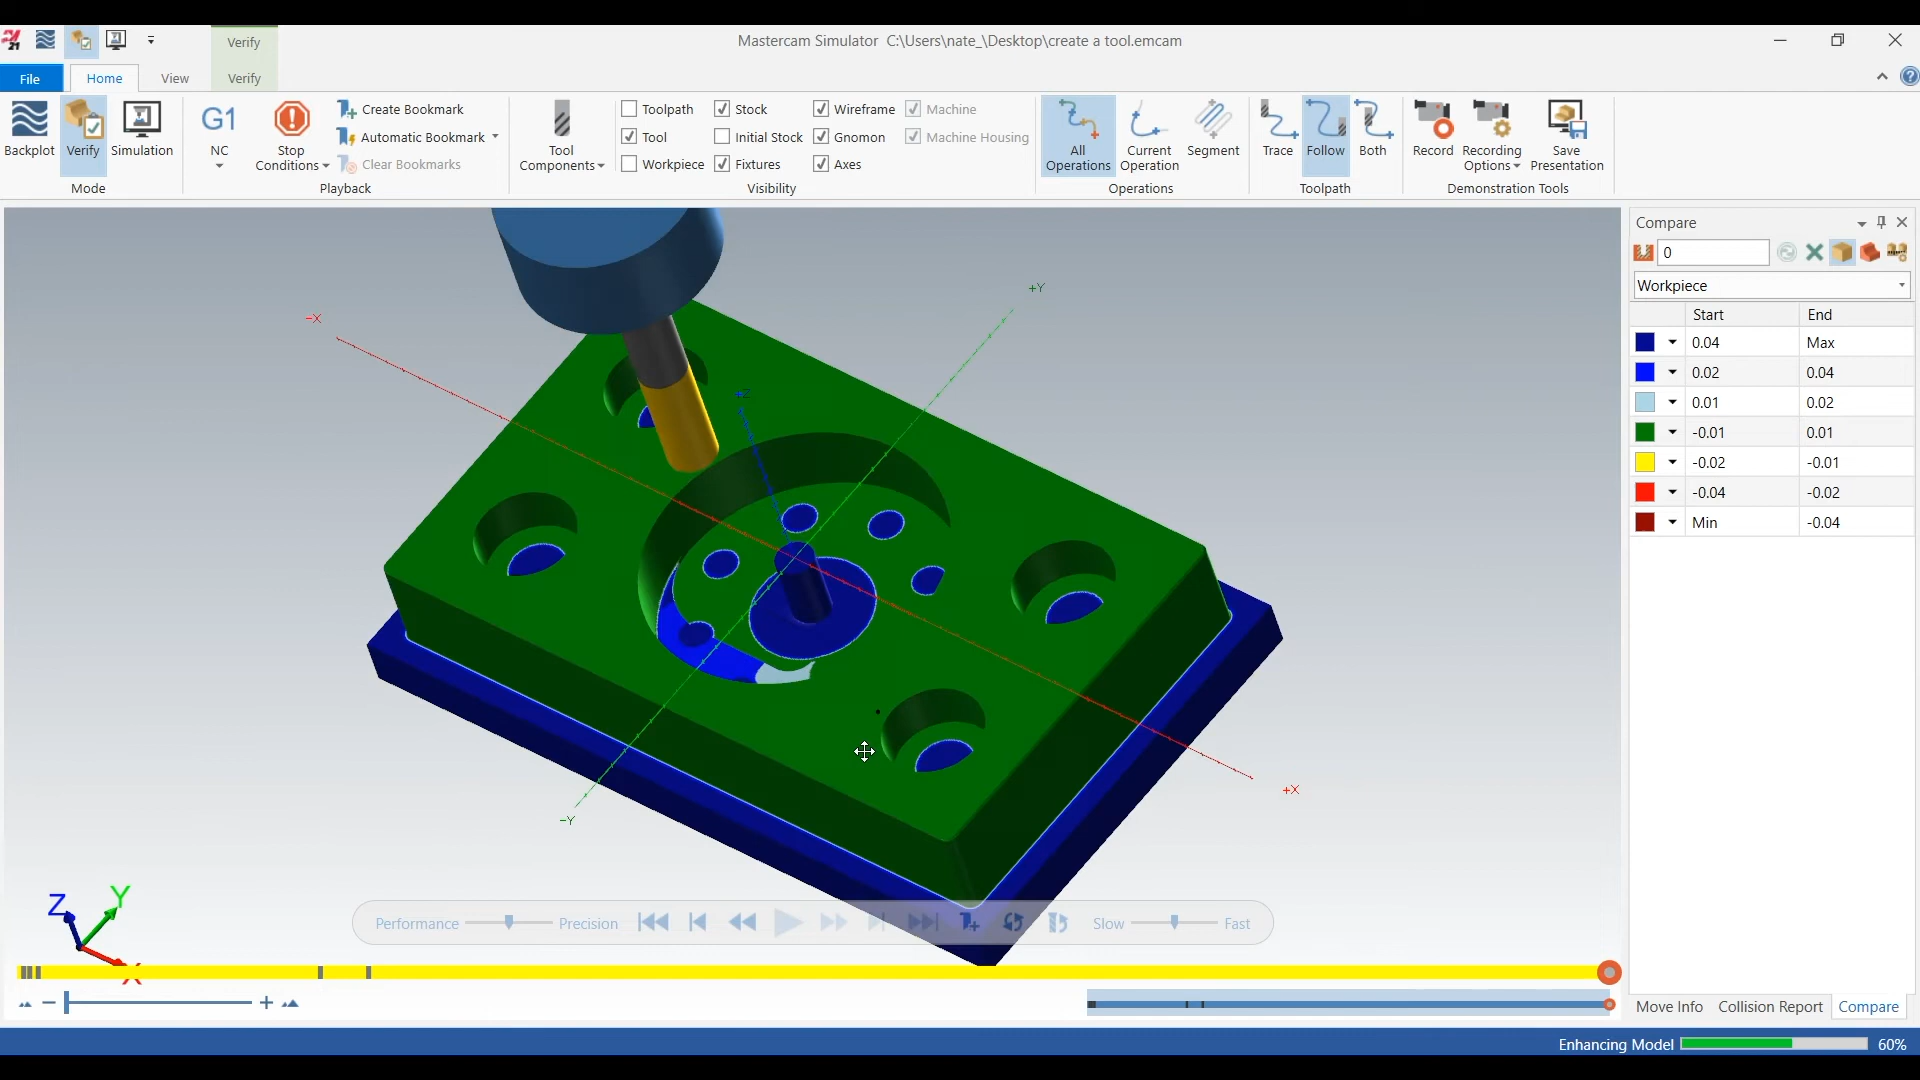 21
Verify
Mastercam Simulator C:\Users\nate_\Desktop\create a tool.emcam
File
Home
View
Verify
Backplot
Verify
Simulation
Mode
G1
NC
Stop
Conditions
Create Bookmark
Automatic Bookmark
Clear Bookmarks
Playback
Tool
Components
Toolpath
Stock
Wireframe
Machine
Tool
Initial Stock
Gnomon
Machine Housing
Workpiece
Fixtures
Axes
Visibility
All
Operations
Current
Operation
Segment
Operations
Trace
Follow
Both
Toolpath
Record
Recording
Options
Save
Presentation
Demonstration Tools
Compare
0
Workpiece
Start End
0.04 Max
0.02 0.04
0.01 0.02
-0.01 0.01
-0.02 -0.01
-0.04 -0.02
Min -0.04
+Y
-X
+Z
+X
-Y
Z
Y
X
Performance
Precision
Slow
Fast
Move Info
Collision Report
Compare
Enhancing Model
60%